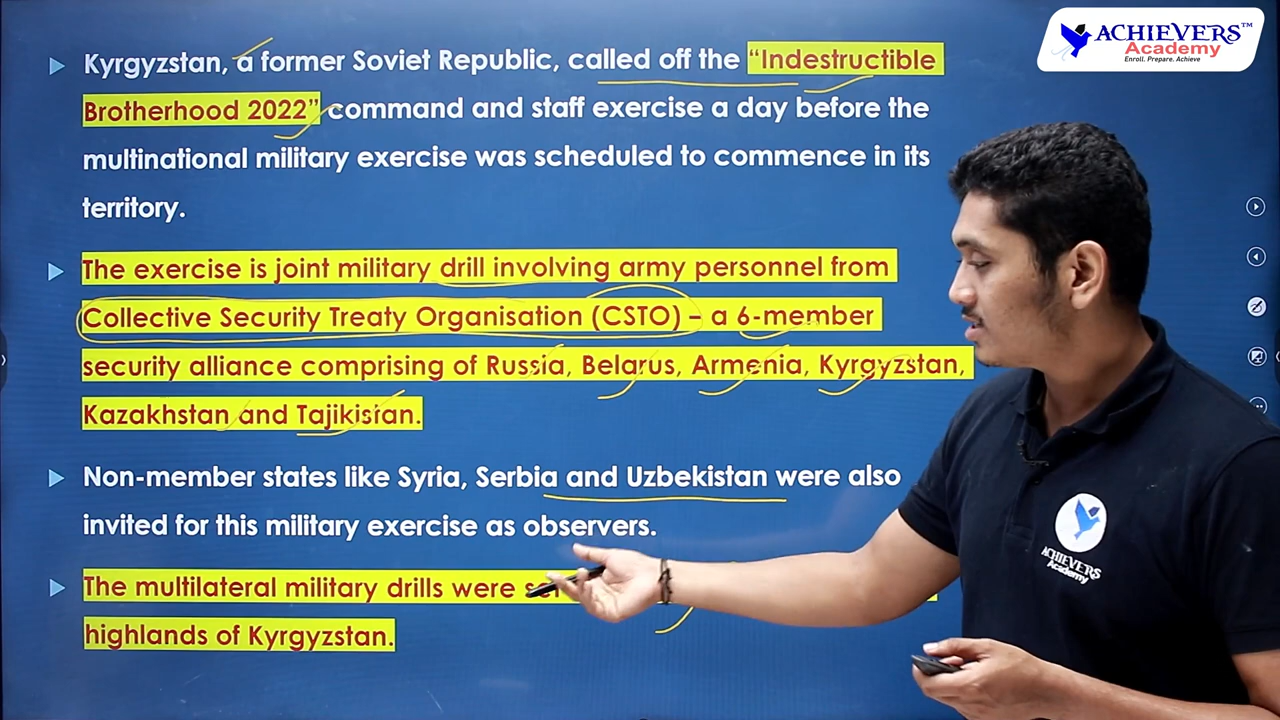 ACHIEVERS™
Academy
Enroll. Prepare. Achieve
Kyrgyzstan, a former Soviet Republic, called off the “Indestructible
Brotherhood 2022” command and staff exercise a day before the
multinational military exercise was scheduled to commence in its
territory.
The exercise is joint military drill involving army personnel from
Collective Security Treaty Organisation (CSTO) – a 6-member
security alliance comprising of Russia, Belarus, Armenia, Kyrgyzstan,
Kazakhstan and Tajikistan.
Non-member states like Syria, Serbia and Uzbekistan were also
invited for this military exercise as observers.
The multilateral military drills were
highlands of Kyrgyzstan.
ACHIEVERS
Academy